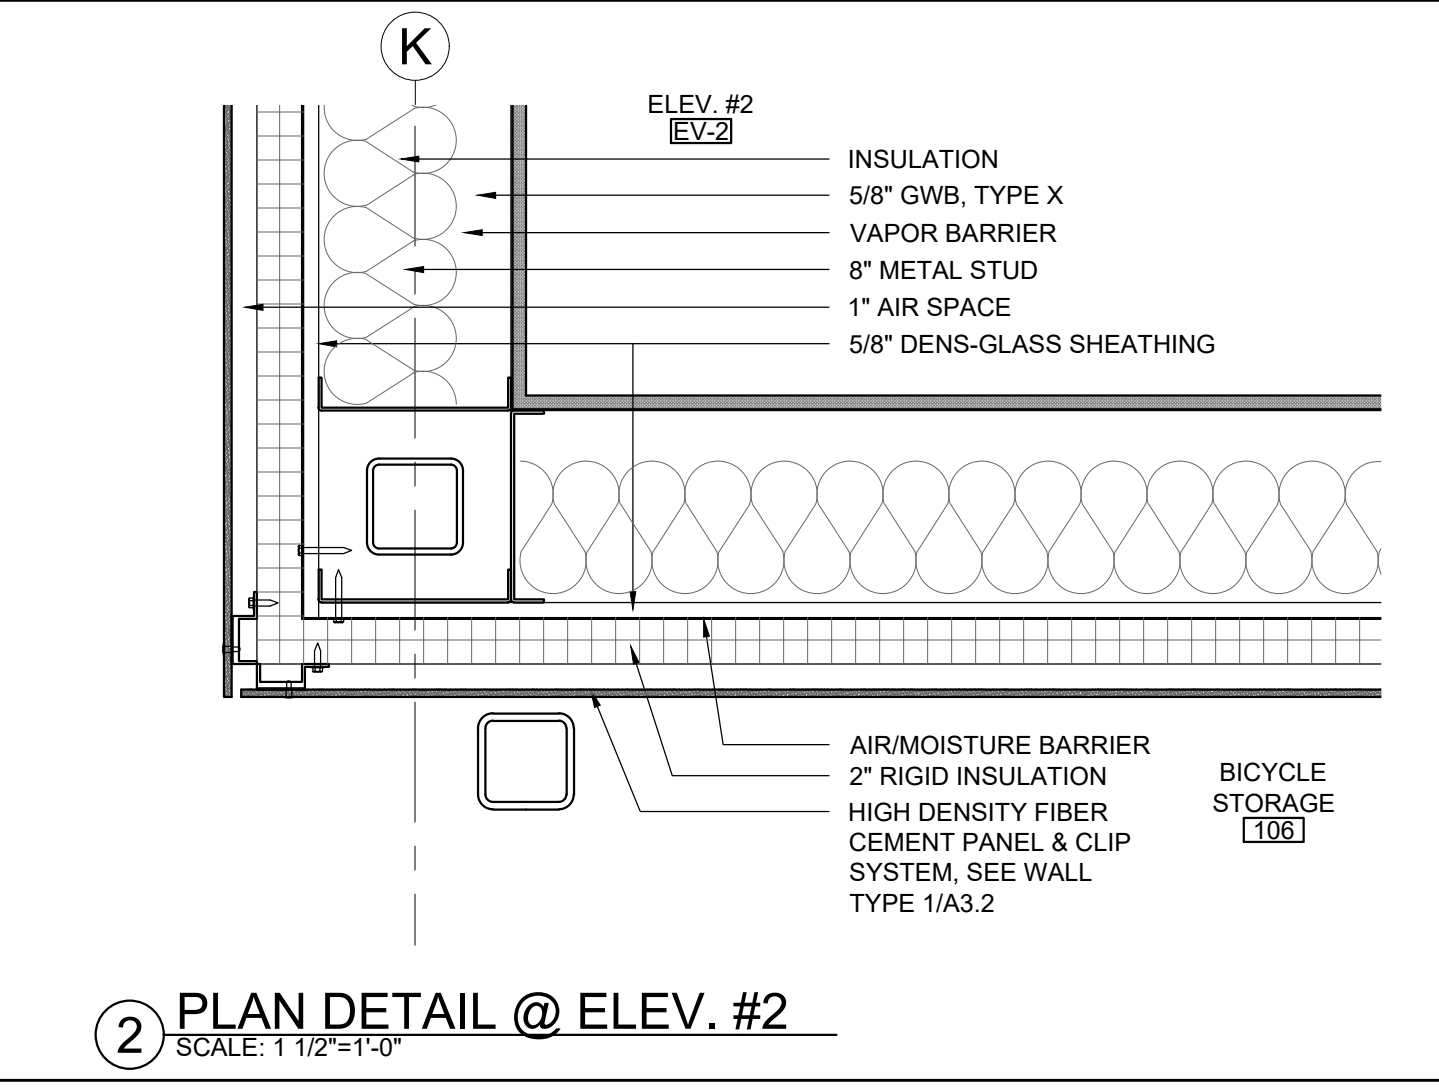 K
ELEV. #2
EV-2
INSULATION
5/8" GWB, TYPE X
VAPOR BARRIER
8" METAL STUD
1" AIR SPACE
5/8" DENS-GLASS SHEATHING
AIR/MOISTURE BARRIER
2" RIGID INSULATION
HIGH DENSITY FIBER
CEMENT PANEL & CLIP
SYSTEM, SEE WALL
TYPE 1/A3.2
BICYCLE
STORAGE
106
2
PLAN DETAIL @ ELEV. #2
SCALE: 1 1/2"=1'-0"